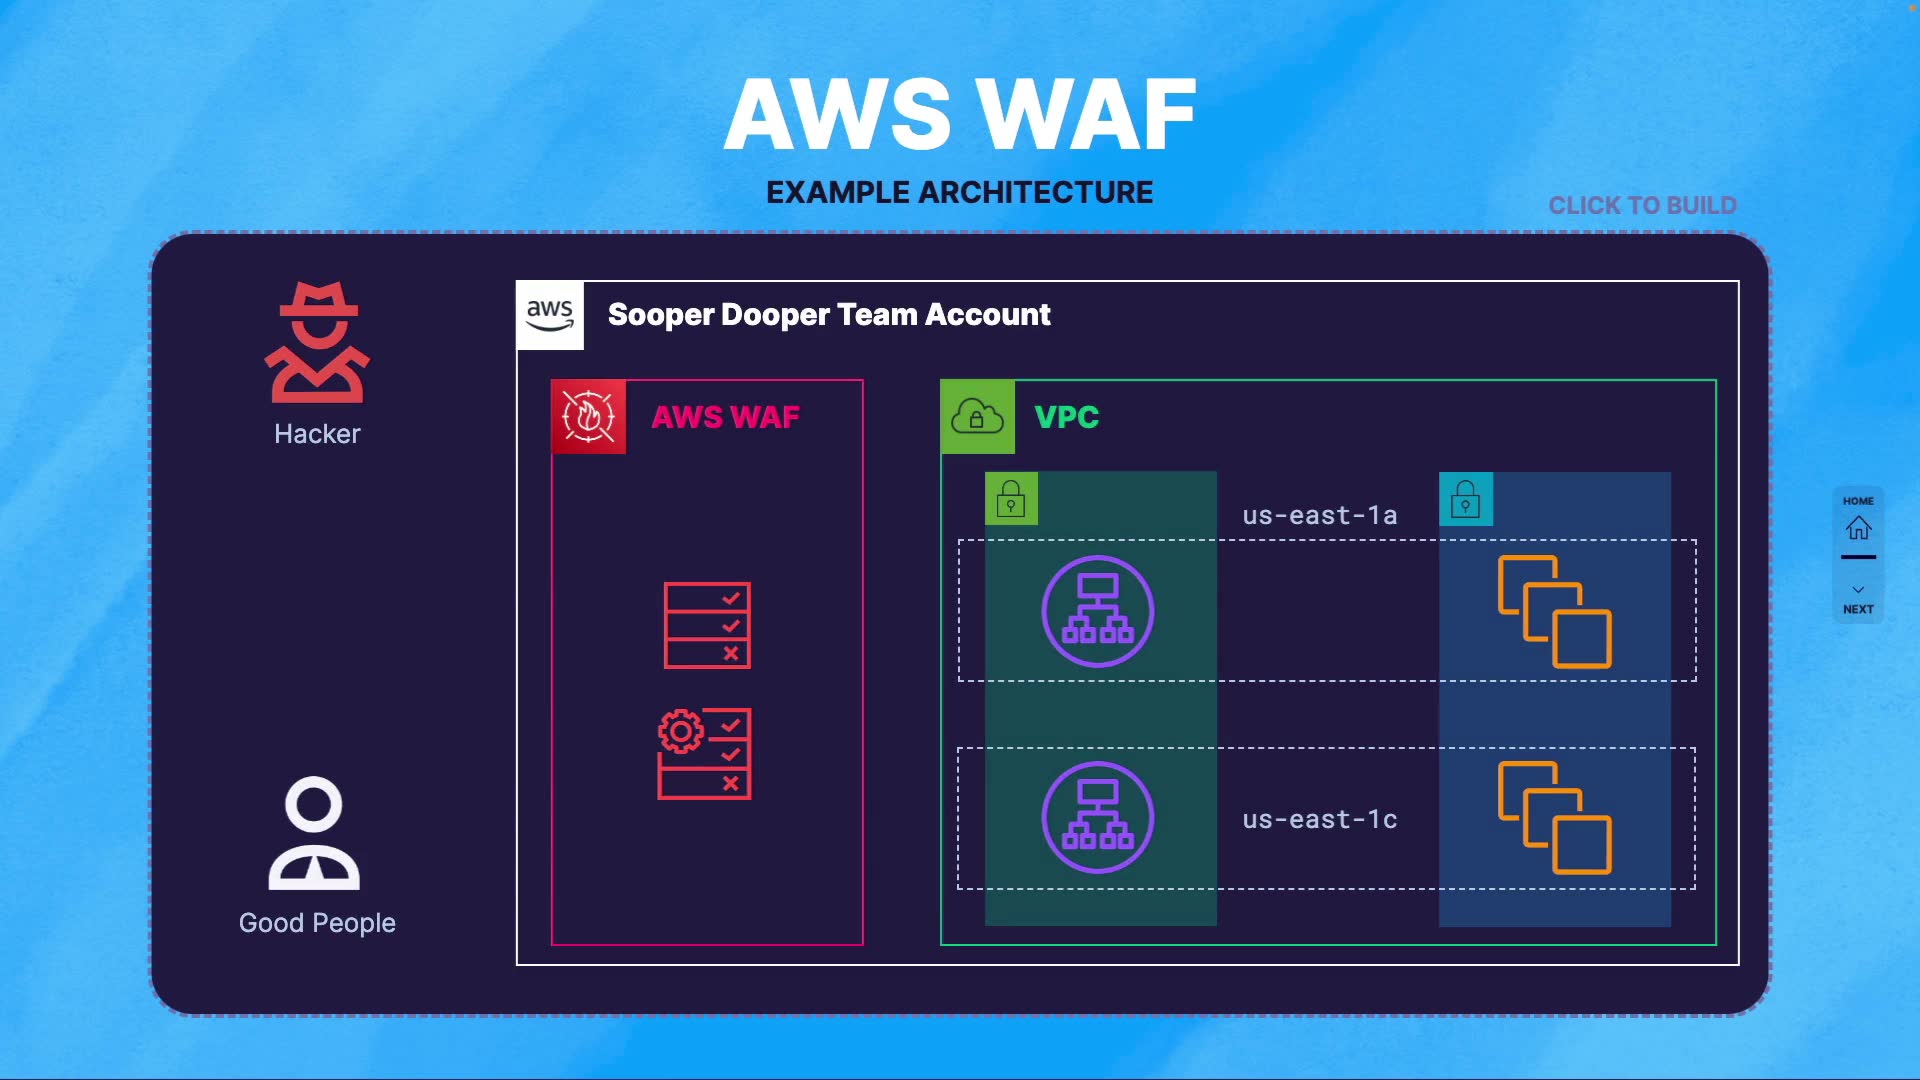 AWS WAF
EXAMPLE ARCHITECTURE
CLICK TO BUILD
aws
Sooper Dooper Team Account
Hacker
AWS WAF
VPC
us-east-1a
us-east-1c
Good People
HOME
NEXT